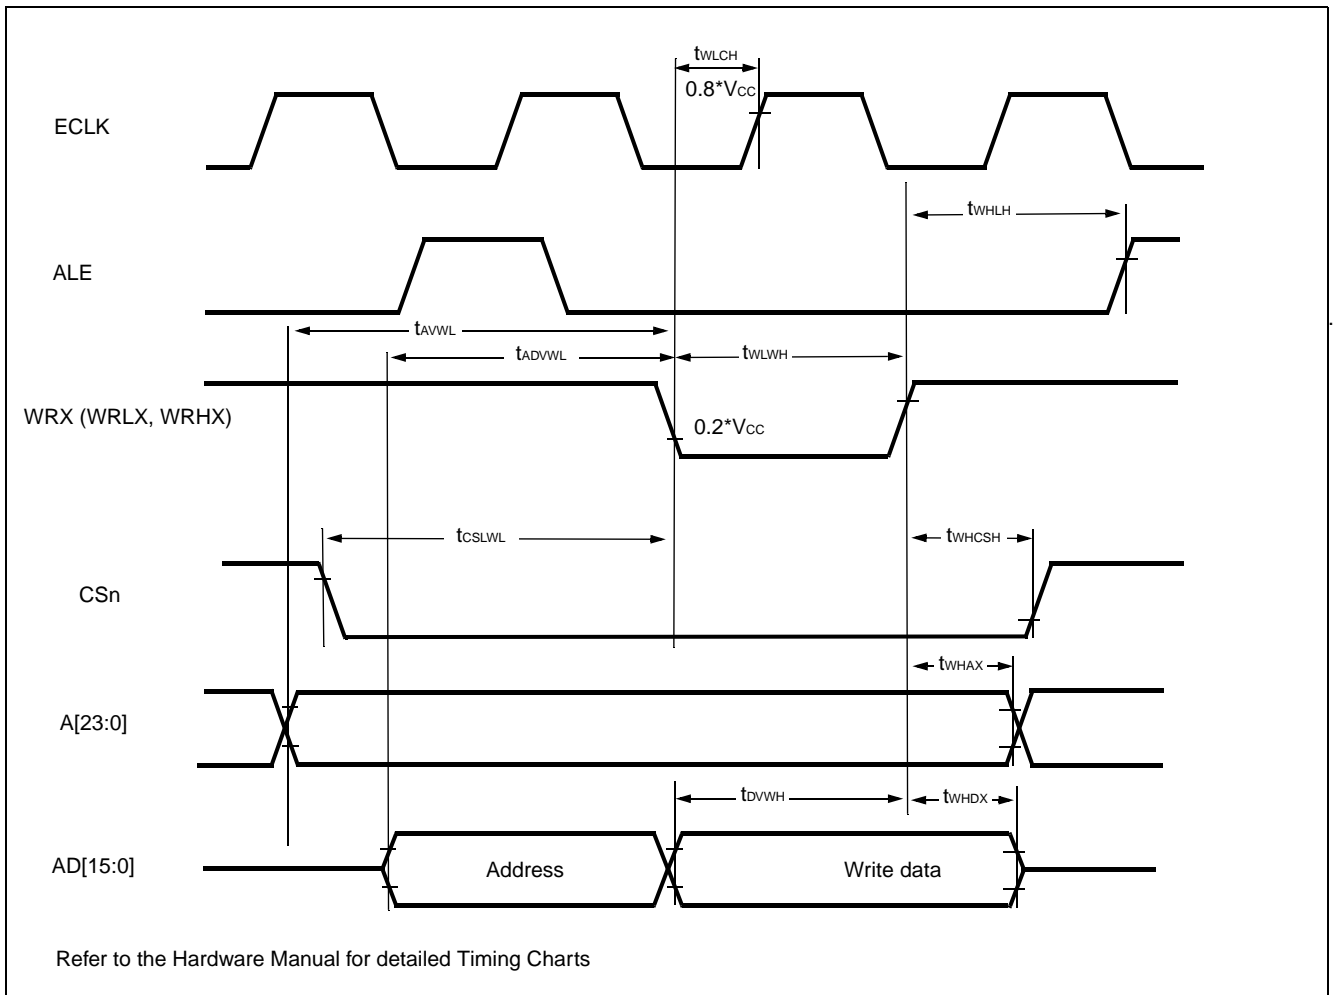 tWLCH
0.8*VCC
ECLK
tWHLH
ALE
tAVWL
tADVWL
tWLWH
WRX (WRLX, WRHX)
0.2*VCC
tCSLWL
tWHCSH
CSn
tWHAX
A[23:0]
tDVWH
tWHDX
AD[15:0]
Address
Write data
Refer to the Hardware Manual for detailed Timing Charts